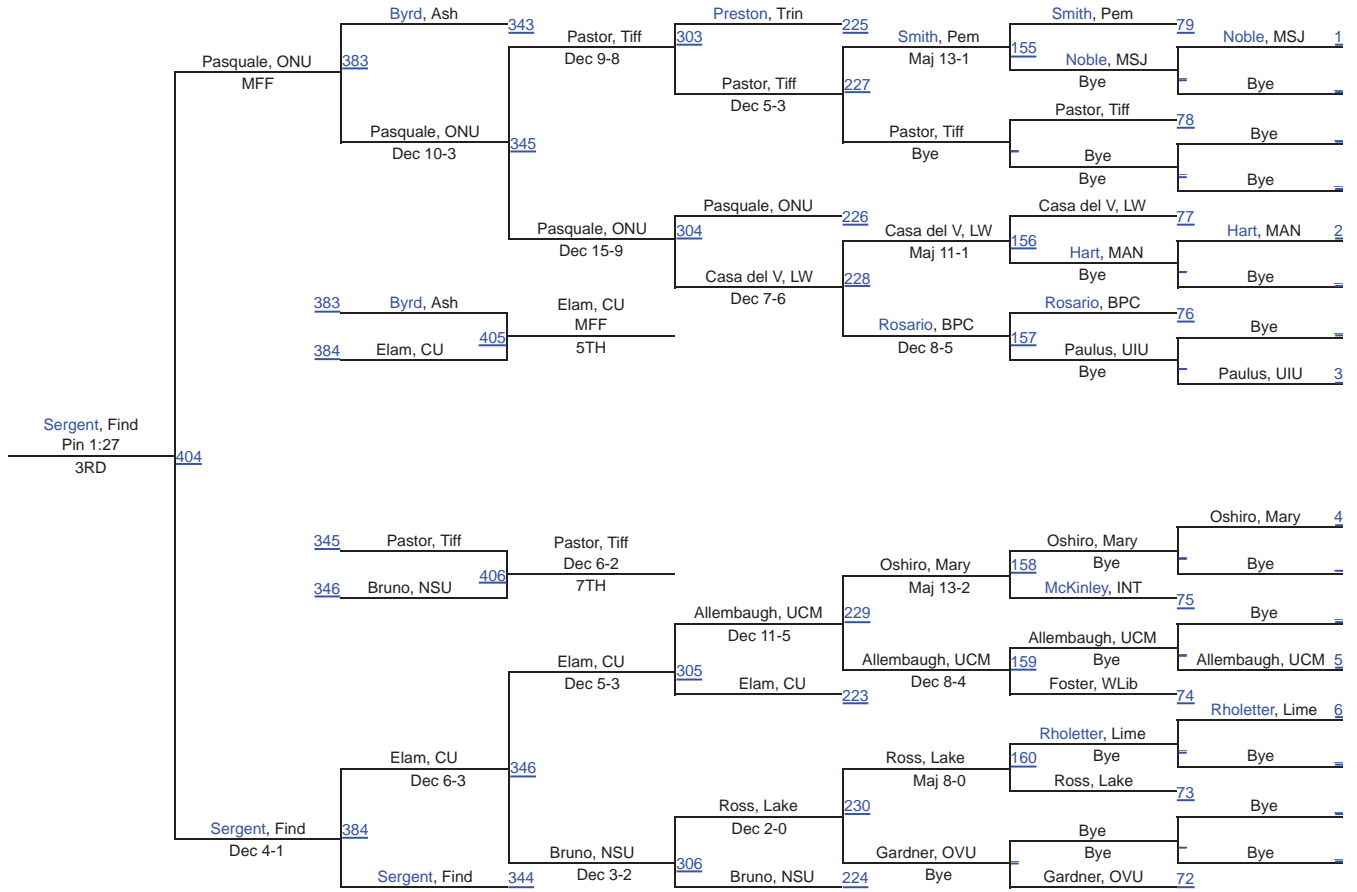 Byrd, Ash 343 Preston, Trin 225 Smith, Pem 79
Pastor, Tiff 303 Smith, Pem 155 Noble, MSJ 1
Pasquale, ONU 383 Dec 9-8 Maj 13-1 Noble, MSJ
MFF Pastor, Tiff 227 Bye Bye
Dec 5-3 Pastor, Tiff 78
Pasquale, ONU 345 Pastor, Tiff Bye
Dec 10-3 Bye Bye
Bye Bye
Pasquale, ONU 226 Casa del V, LW 77
Pasquale, ONU 304 Casa del V, LW 156 Hart, MAN 2
Dec 15-9 Maj 11-1 Hart, MAN
Casa del V, LW 228 Bye Bye
Dec 7-6
383 Byrd, Ash Elam, CU Rosario, BPC 76
MFF Rosario, BPC 157 Bye
384 Elam, CU 405 5TH Dec 8-5 Paulus, UIU
Bye Paulus, UIU 3
Sergent, Find
Pin 1:27
3RD 404
Oshiro, Mary 4
345 Pastor, Tiff Pastor, Tiff Oshiro, Mary
Dec 6-2 Oshiro, Mary 158 Bye Bye
346 Bruno, NSU 406 7TH Maj 13-2 McKinley, INT 75
Allembaugh, UCM 229 Bye
Dec 11-5 Allembaugh, UCM
Elam, CU 305 Allembaugh, UCM 159 Bye Allembaugh, UCM 5
Dec 5-3 Elam, CU 223 Dec 8-4 Foster, WLib 74
Rholetter, Lime 6
Rholetter, Lime
Elam, CU 346 Ross, Lake 160 Bye Bye
Dec 6-3 Maj 8-0 Ross, Lake 73
Ross, Lake 230 Bye
Sergent, Find 384 Dec 2-0 Bye
Dec 4-1 Bruno, NSU 306 Gardner, OVU Bye Bye
Dec 3-2 Bye
Sergent, Find 344 Bruno, NSU 224 Gardner, OVU 72